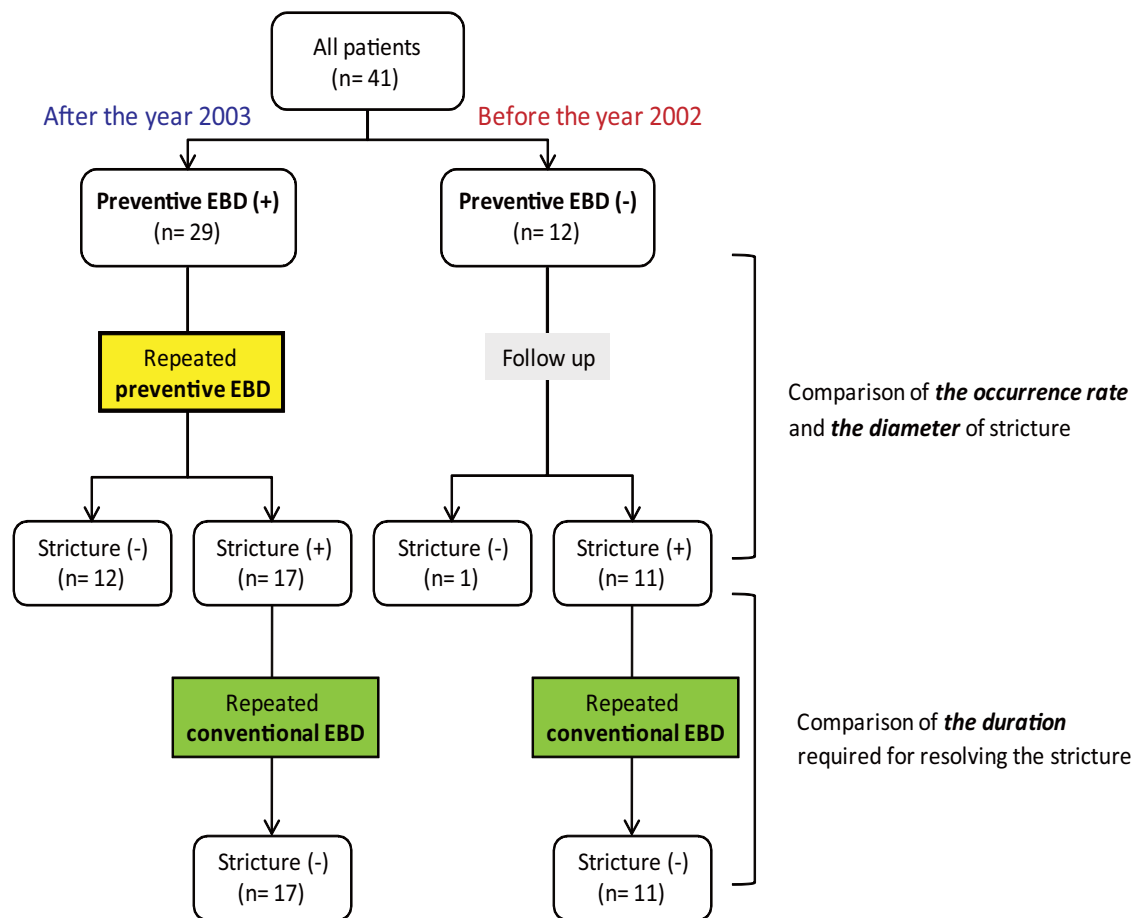 All patients
(n= 41)
After the year 2003
Before the year 2002
Preventive EBD (+)
(n= 29)
Preventive EBD (-)
(n= 12)
Repeated
preventive EBD
Follow up
Comparison of the occurrence rate
and the diameter of stricture
Stricture (-)
(n= 12)
Stricture (+)
(n= 17)
Stricture (-)
(n= 1)
Stricture (+)
(n= 11)
Repeated
conventional EBD
Repeated
conventional EBD
Comparison of the duration
required for resolving the stricture
Stricture (-)
(n= 17)
Stricture (-)
(n= 11)